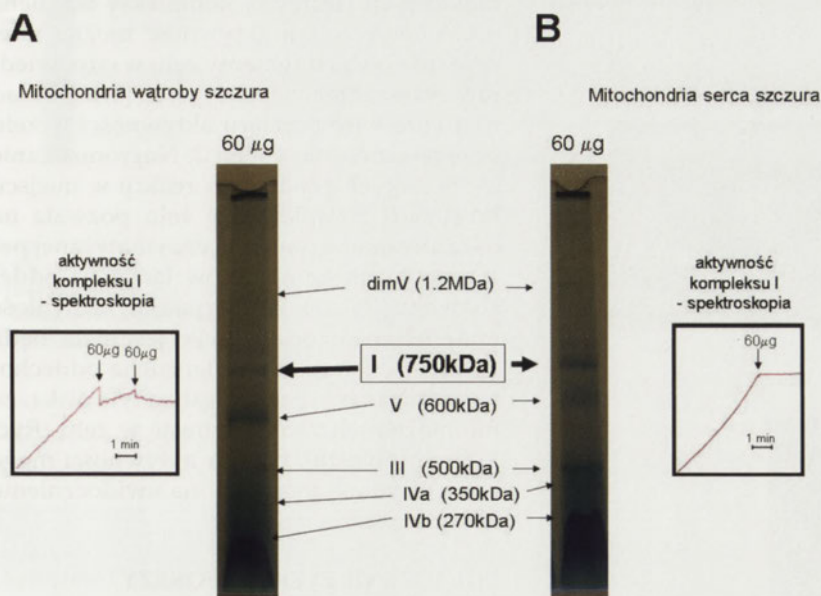 A
B
Mitochondria wątroby szczura
Mitochondria serca szczura
60 µg
60 µg
dimV (1.2MDa)
aktywność
kompleksu I
- spektroskopia
aktywność
kompleksu I
- spektroskopia
60µg 60µg
60µg
I (750kDa)
V (600kDa)
1 min
1 min
III (500kDa)
IVa (350kDa)
IVb (270kDa)